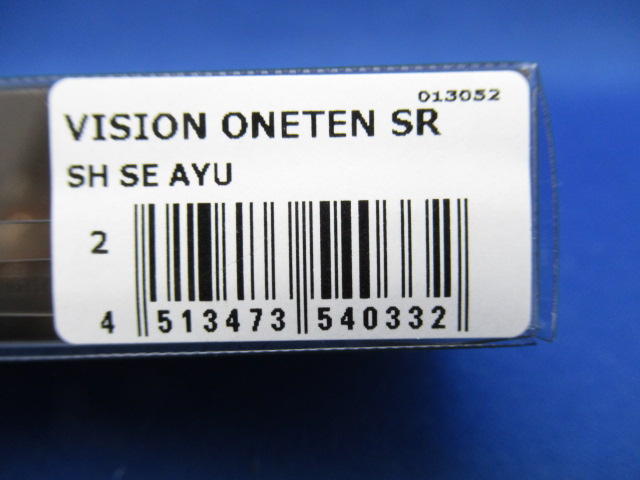 013052
VISION ONETEN SR
SH SE AYU
2
4 513473 540332